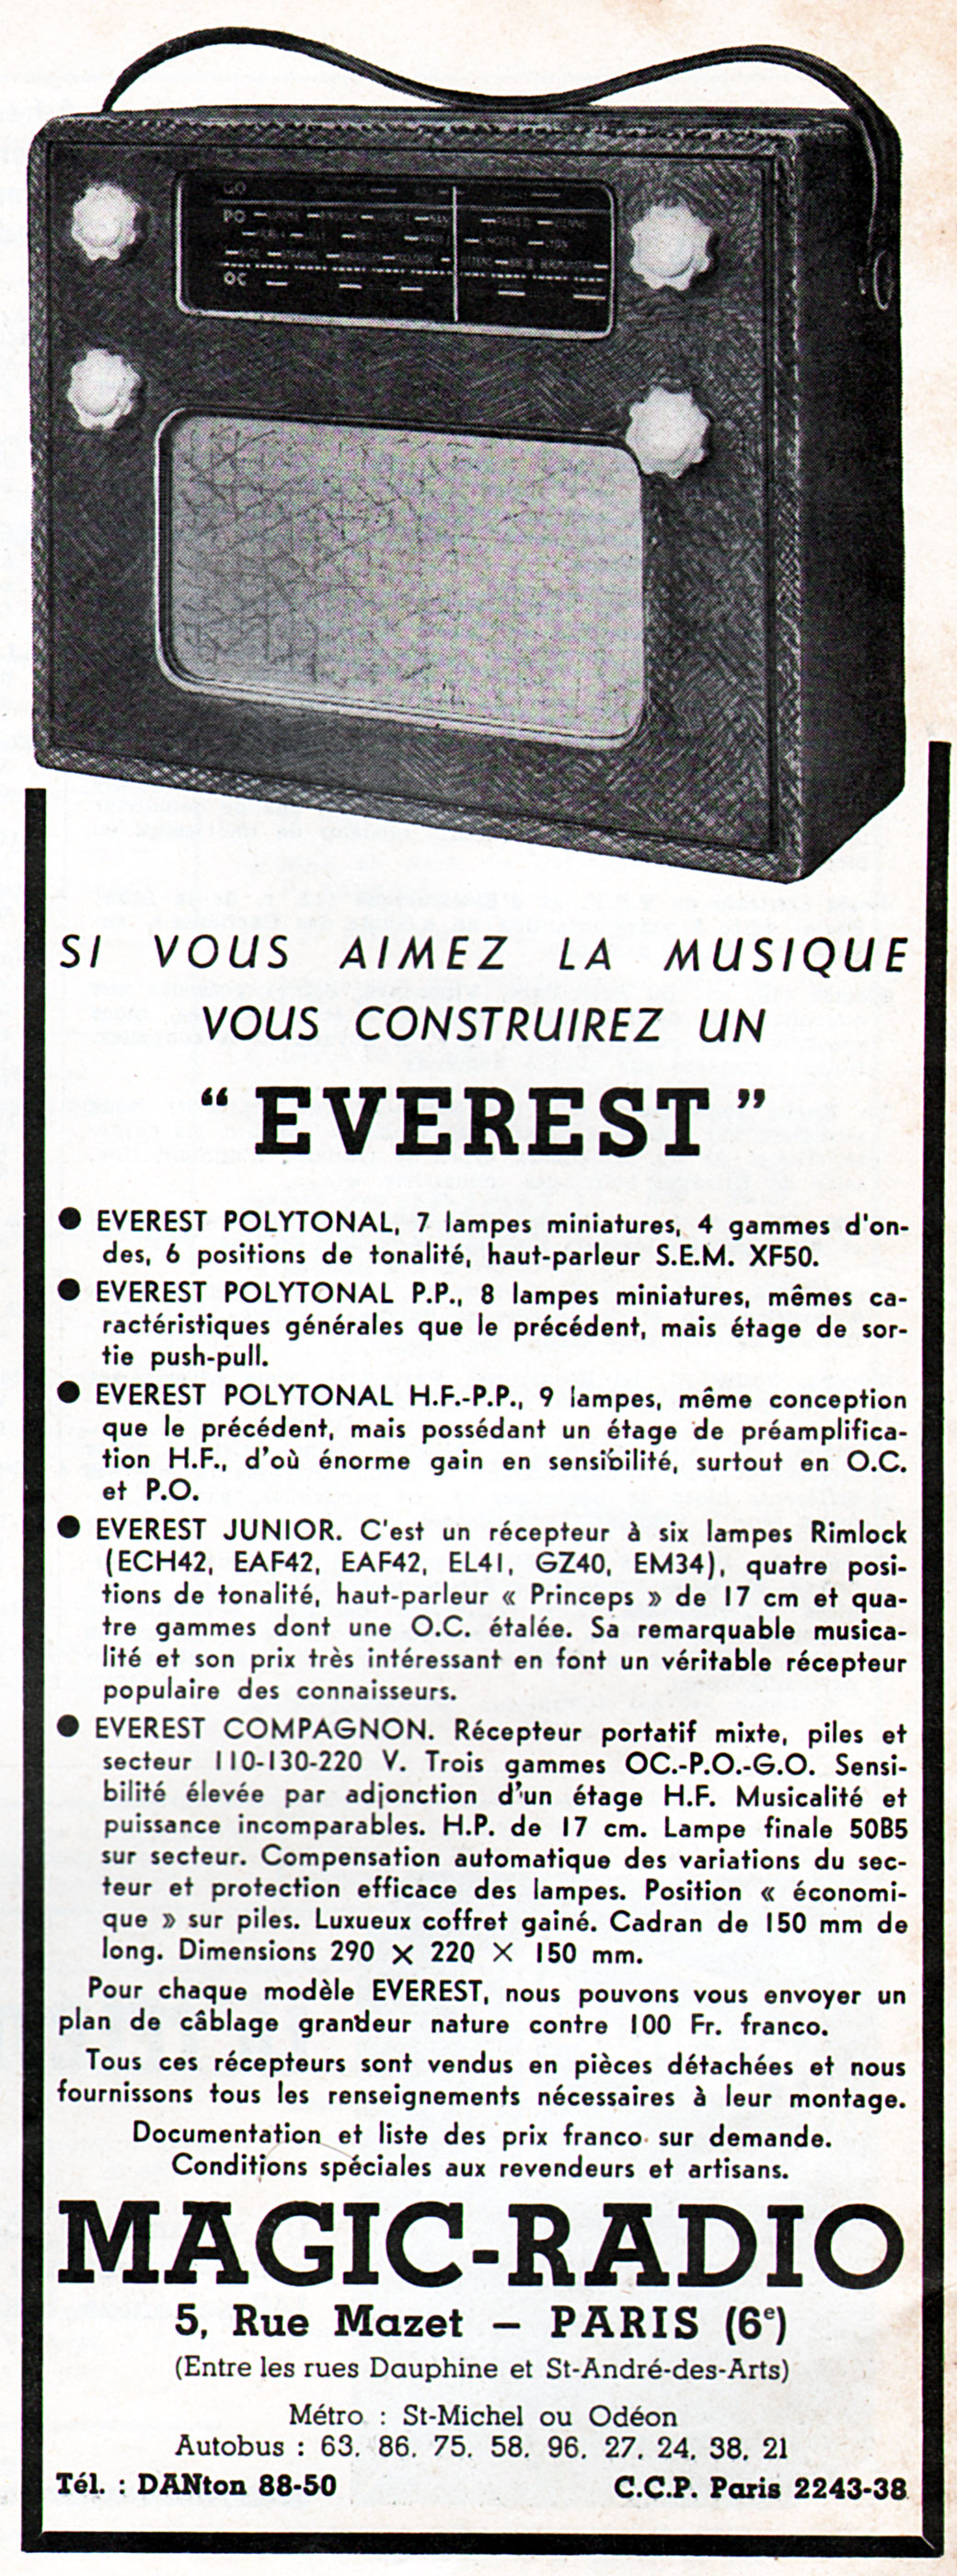 GO
PO
OC
SI VOUS AIMEZ LA MUSIQUE
VOUS CONSTRUIREZ UN
“EVEREST”
● EVEREST POLYTONAL, 7 lampes miniatures, 4 gammes d'on-
des, 6 positions de tonalité, haut-parleur S.E.M. XF50.
● EVEREST POLYTONAL P.P., 8 lampes miniatures, mêmes ca-
ractéristiques générales que le précédent, mais étage de sor-
tie push-pull.
● EVEREST POLYTONAL H.F.-P.P., 9 lampes, même conception
que le précédent, mais possédant un étage de préamplifica-
tion H.F., d'où énorme gain en sensibilité, surtout en O.C.
et P.O.
● EVEREST JUNIOR. C'est un récepteur à six lampes Rimlock
(ECH42, EAF42, EAF42, EL41, GZ40, EM34), quatre posi-
tions de tonalité, haut-parleur « Princeps » de 17 cm et qua-
tre gammes dont une O.C. étalée. Sa remarquable musica-
lité et son prix très intéressant en font un véritable récepteur
populaire des connaisseurs.
● EVEREST COMPAGNON. Récepteur portatif mixte, piles et
secteur 110-130-220 V. Trois gammes OC.-P.O.-G.O. Sensi-
bilité élevée par adjonction d'un étage H.F. Musicalité et
puissance incomparables. H.P. de 17 cm. Lampe finale 50B5
sur secteur. Compensation automatique des variations du sec-
teur et protection efficace des lampes. Position « économi-
que » sur piles. Luxueux coffret gainé. Cadran de 150 mm de
long. Dimensions 290 × 220 × 150 mm.
Pour chaque modèle EVEREST, nous pouvons vous envoyer un
plan de câblage grandeur nature contre 100 Fr. franco.
Tous ces récepteurs sont vendus en pièces détachées et nous
fournissons tous les renseignements nécessaires à leur montage.
Documentation et liste des prix franco sur demande.
Conditions spéciales aux revendeurs et artisans.
MAGIC-RADIO
5, Rue Mazet — PARIS (6e)
(Entre les rues Dauphine et St-André-des-Arts)
Métro : St-Michel ou Odéon
Autobus : 63. 86. 75. 58. 96. 27. 24. 38. 21
Tél. : DANton 88-50 C.C.P. Paris 2243-38